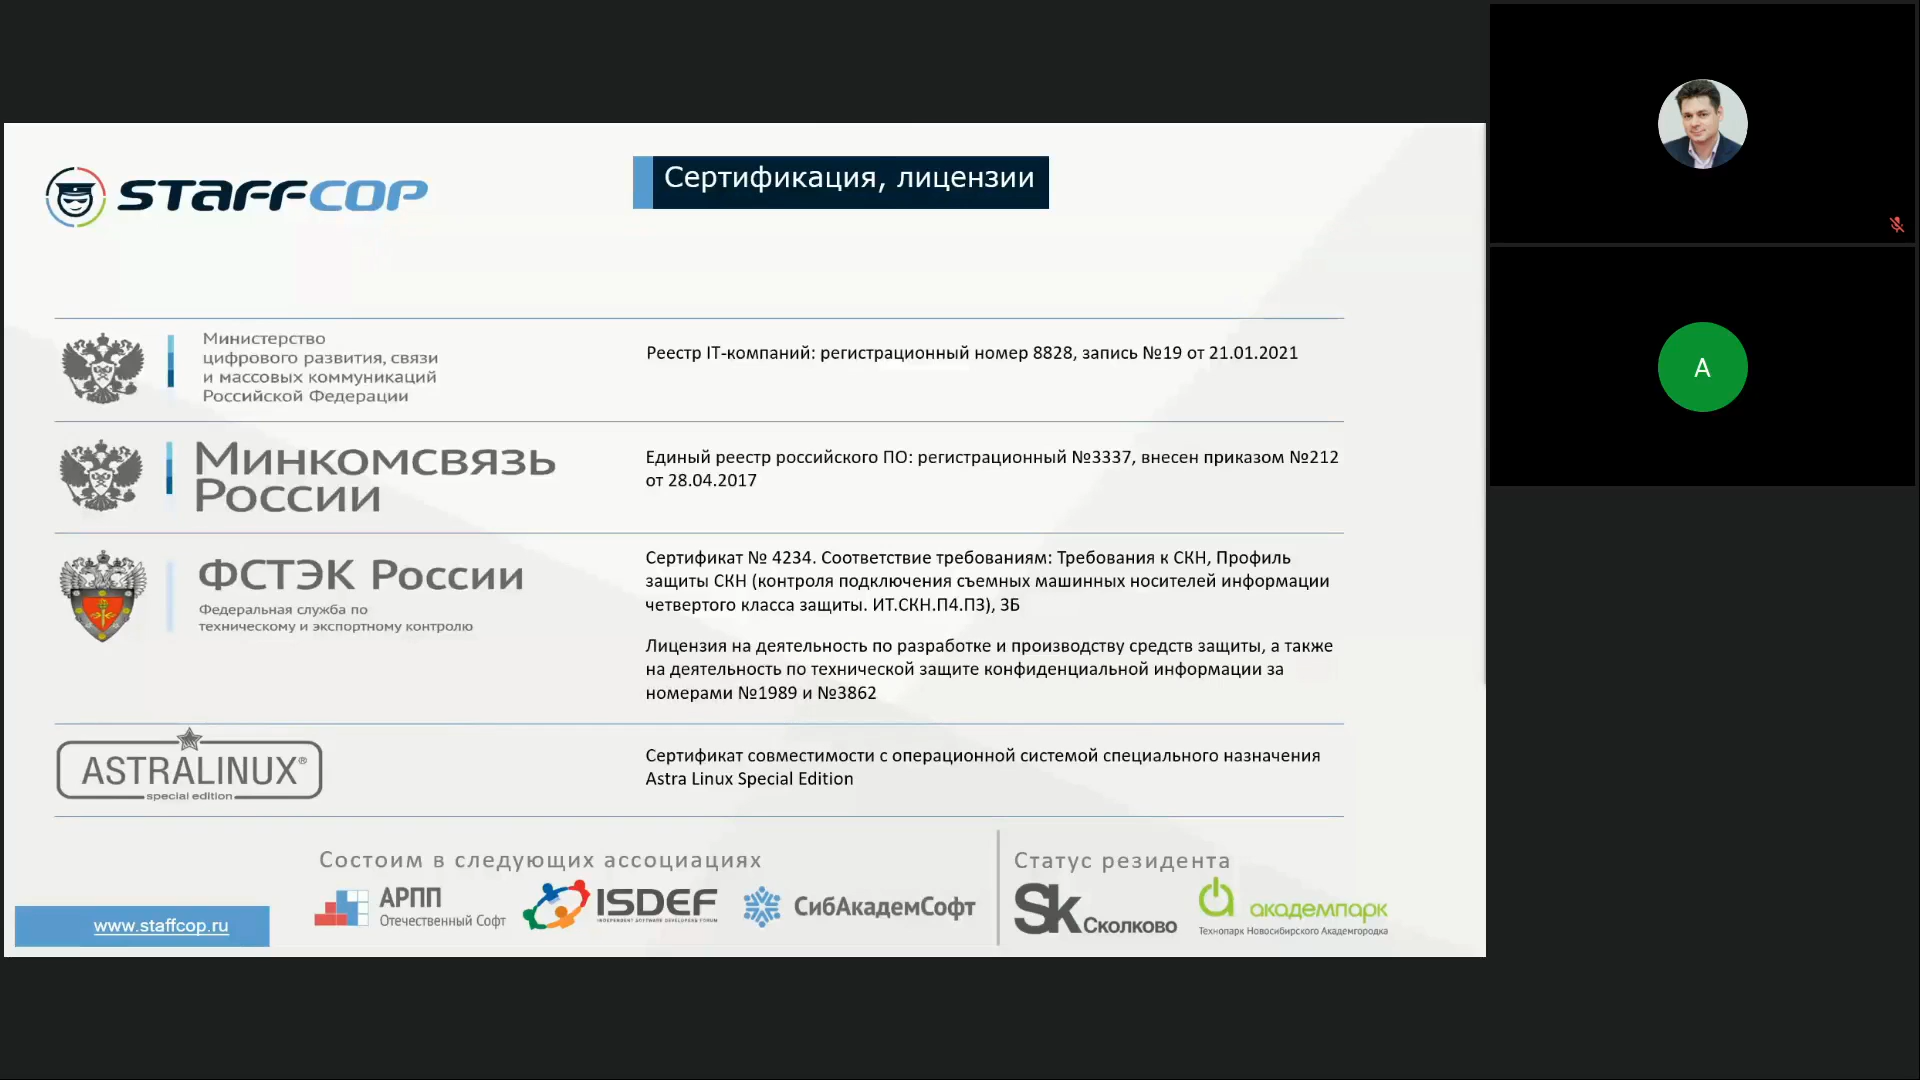 STAFFCOP
Сертификация, лицензии
Министерство
цифрового развития, связи
и массовых коммуникаций
Российской Федерации
Реестр IT-компаний: регистрационный номер 8828, запись №19 от 21.01.2021
Минкомсвязь
России
Единый реестр российского ПО: регистрационный №3337, внесен приказом №212
от 28.04.2017
ФСТЭК России
Федеральная служба по
техническому и экспортному контролю
Сертификат № 4234. Соответствие требованиям: Требования к СКН, Профиль
защиты СКН (контроля подключения съемных машинных носителей информации
четвертого класса защиты. ИТ.СКН.П4.ПЗ), ЗБ
Лицензия на деятельность по разработке и производству средств защиты, а также
на деятельность по технической защите конфиденциальной информации за
номерами №1989 и №3862
ASTRALINUX®
special edition
Сертификат совместимости с операционной системой специального назначения
Astra Linux Special Edition
Состоим в следующих ассоциациях
АРПП
Отечественный Софт
ISDEF
INDEPENDENT SOFTWARE DEVELOPERS FORUM
СибАкадемСофт
Статус резидента
Sk Сколково
академпарк
Технопарк Новосибирского Академгородка
www.staffcop.ru
А